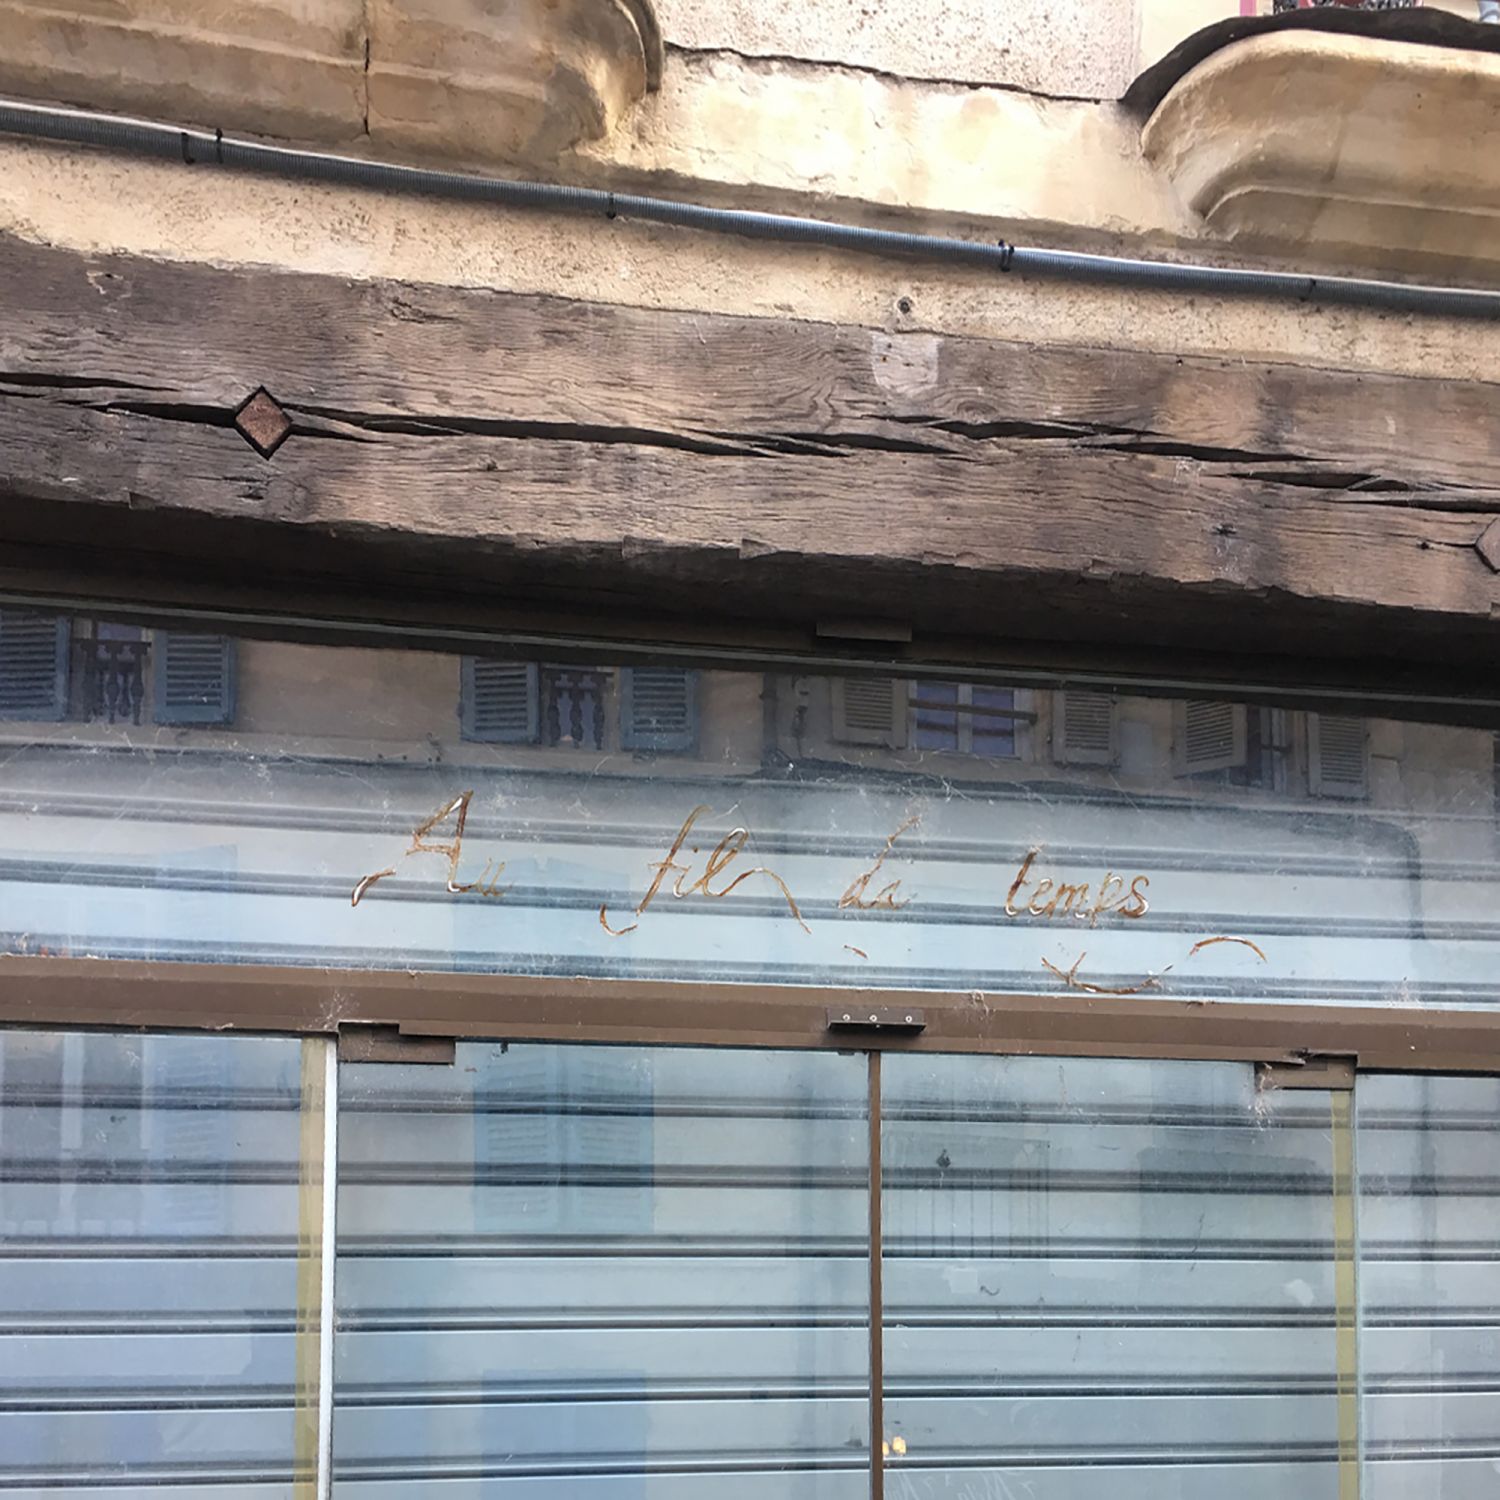 Au fil du temps